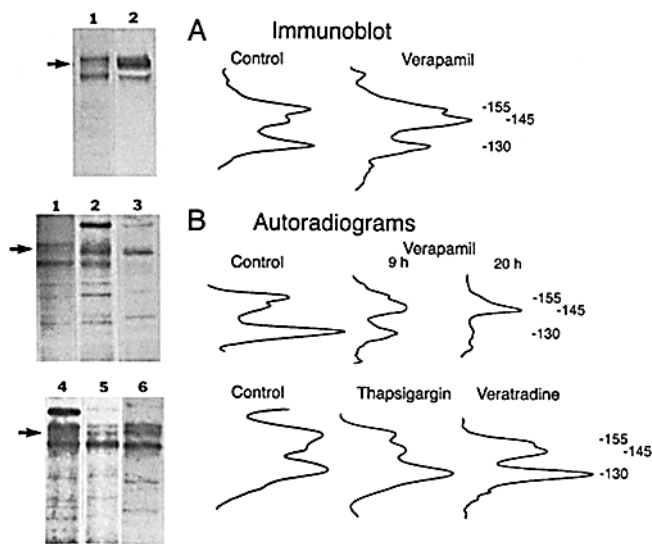 1 2
A Immunoblot
Control Verapamil
-155
-145
-130
1 2 3
B Autoradiograms
Verapamil
Control 9 h 20 h
-155
-145
-130
4 5 6
Control Thapsigargin Veratradine
-155
-145
-130